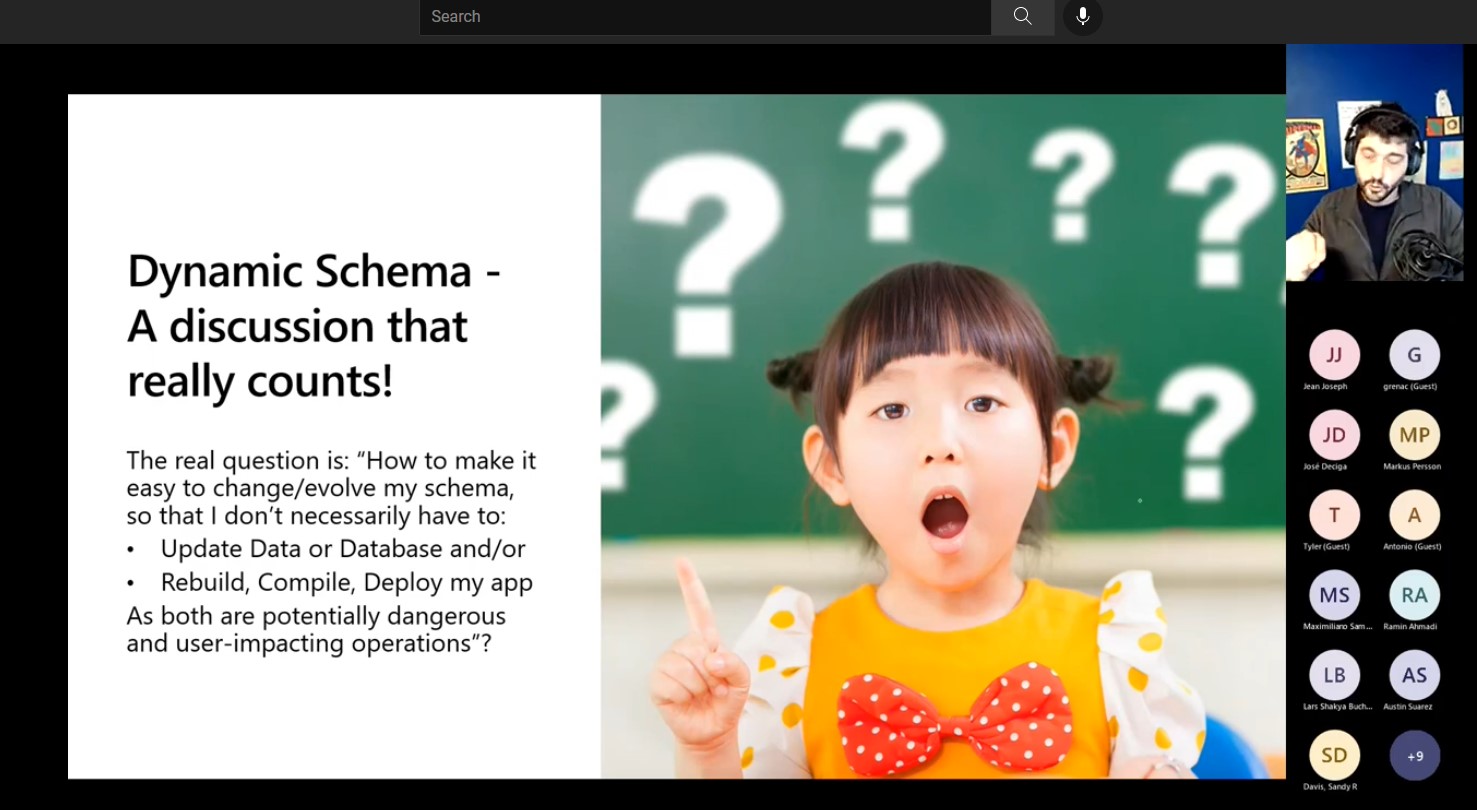 Search
Dynamic Schema -
A discussion that
really counts!
The real question is: “How to make it
easy to change/evolve my schema,
so that I don’t necessarily have to:
• Update Data or Database and/or
• Rebuild, Compile, Deploy my app
As both are potentially dangerous
and user-impacting operations”?
? ? ? ? ? ?
JJ G
Jean Joseph grenac (Guest)
JD MP
José Deciga Markus Persson
T A
Tyler (Guest) Antonio (Guest)
MS RA
Maximiliano Sam... Ramin Ahmadi
LB AS
Lars Shakya Buch... Austin Suarez
SD +9
Davis, Sandy R